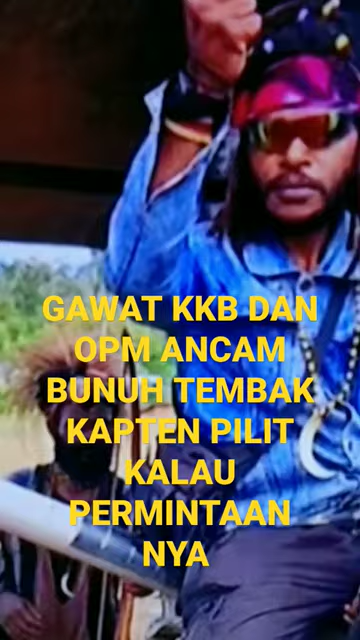 GAWAT KKB DAN
OPM ANCAM
BUNUH TEMBAK
KAPTEN PILIT
KALAU
PERMINTAAN
NYA